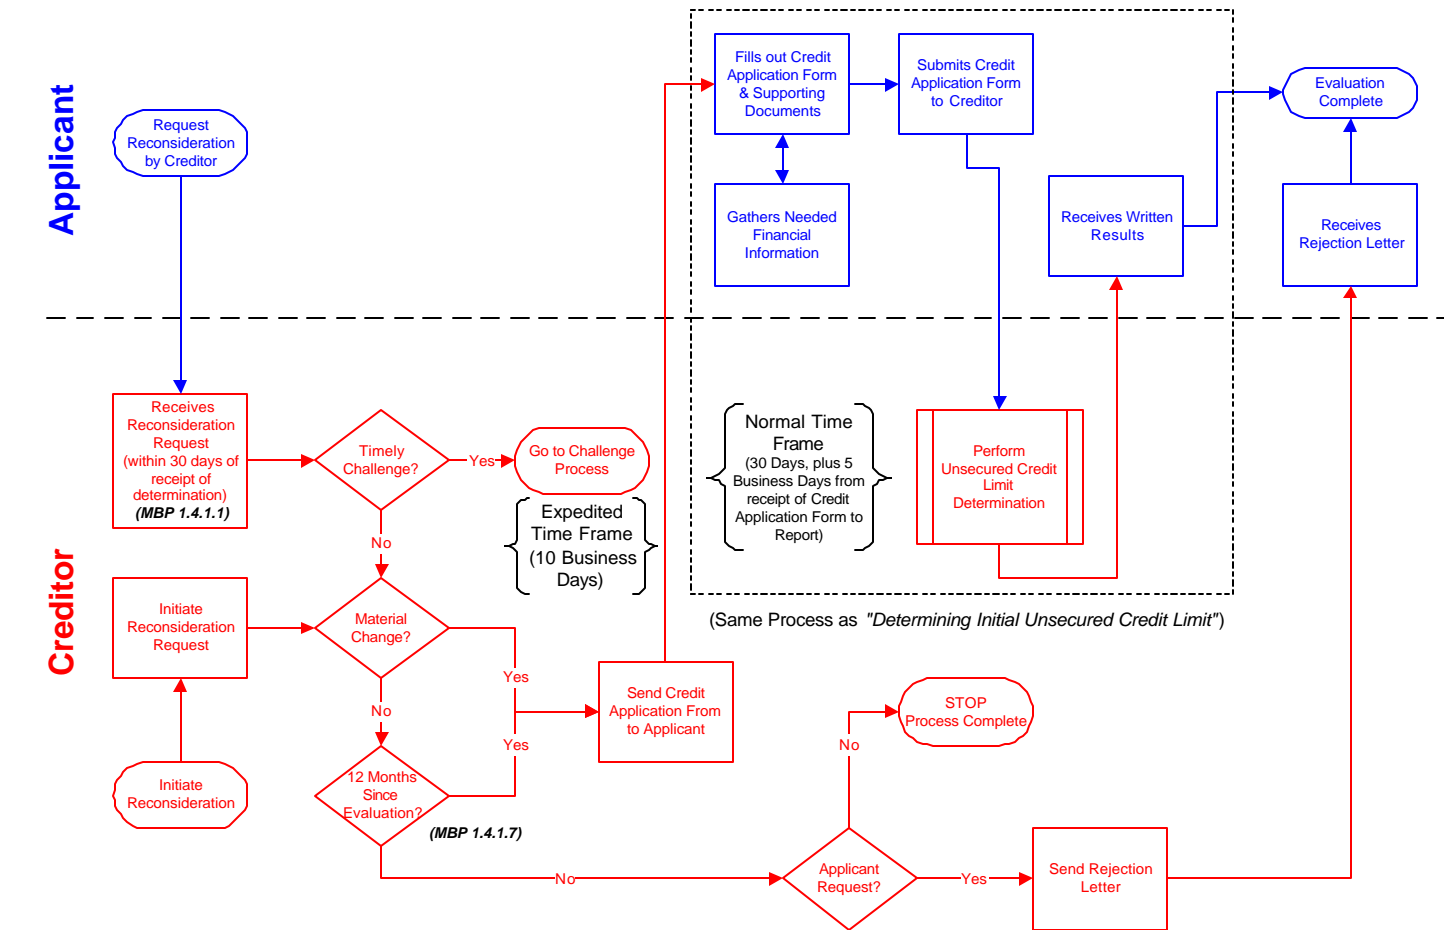 Applicant
Request
Reconsideration
by Creditor
Fills out Credit
Application Form
& Supporting
Documents
Submits Credit
Application Form
to Creditor
Evaluation
Complete
Gathers Needed
Financial
Information
Receives Written
Results
Receives
Rejection Letter
Creditor
Receives
Reconsideration
Request
(within 30 days of
receipt of
determination)
(MBP 1.4.1.1)
Timely
Challenge?
Yes
Go to Challenge
Process
No
Expedited
Time Frame
(10 Business
Days)
Normal Time
Frame
(30 Days, plus 5
Business Days from
receipt of Credit
Application Form to
Report)
Perform
Unsecured Credit
Limit
Determination
(Same Process as "Determining Initial Unsecured Credit Limit")
Initiate
Reconsideration
Request
Material
Change?
Yes
No
Yes
Send Credit
Application From
to Applicant
Initiate
Reconsideration
12 Months
Since
Evaluation?
(MBP 1.4.1.7)
No
STOP
Process Complete
No
Applicant
Request?
Yes
Send Rejection
Letter